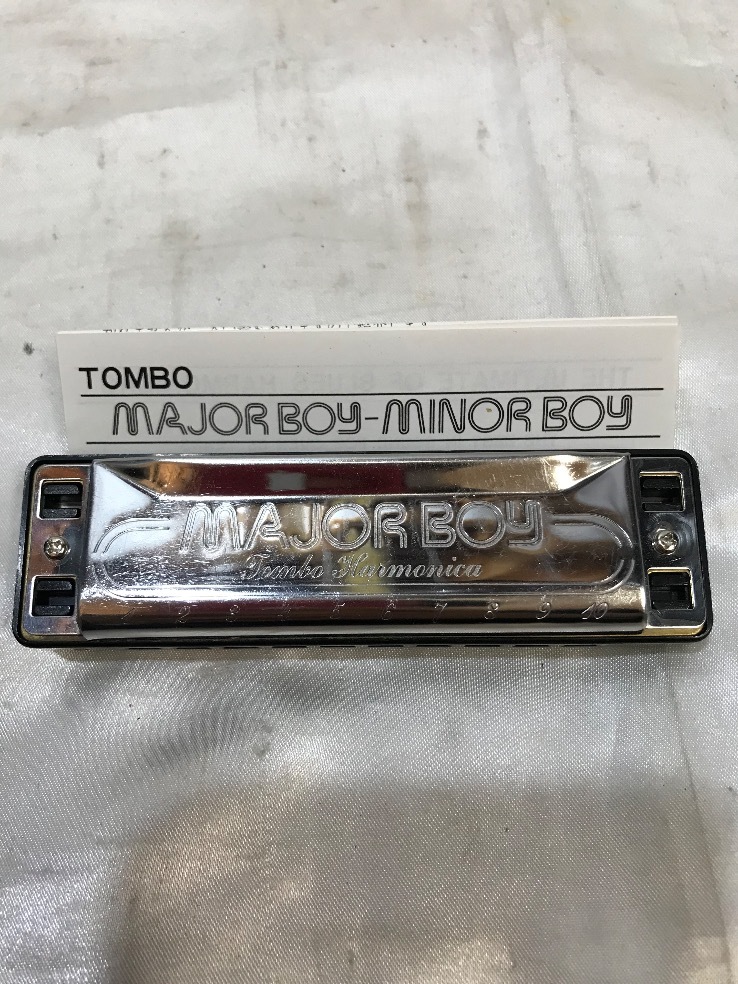 TOMBO
MAJOR BOY-MINOR BOY
MAJOR BOY
Tombo Harmonica
1 2 3 4 5 6 7 8 9 10